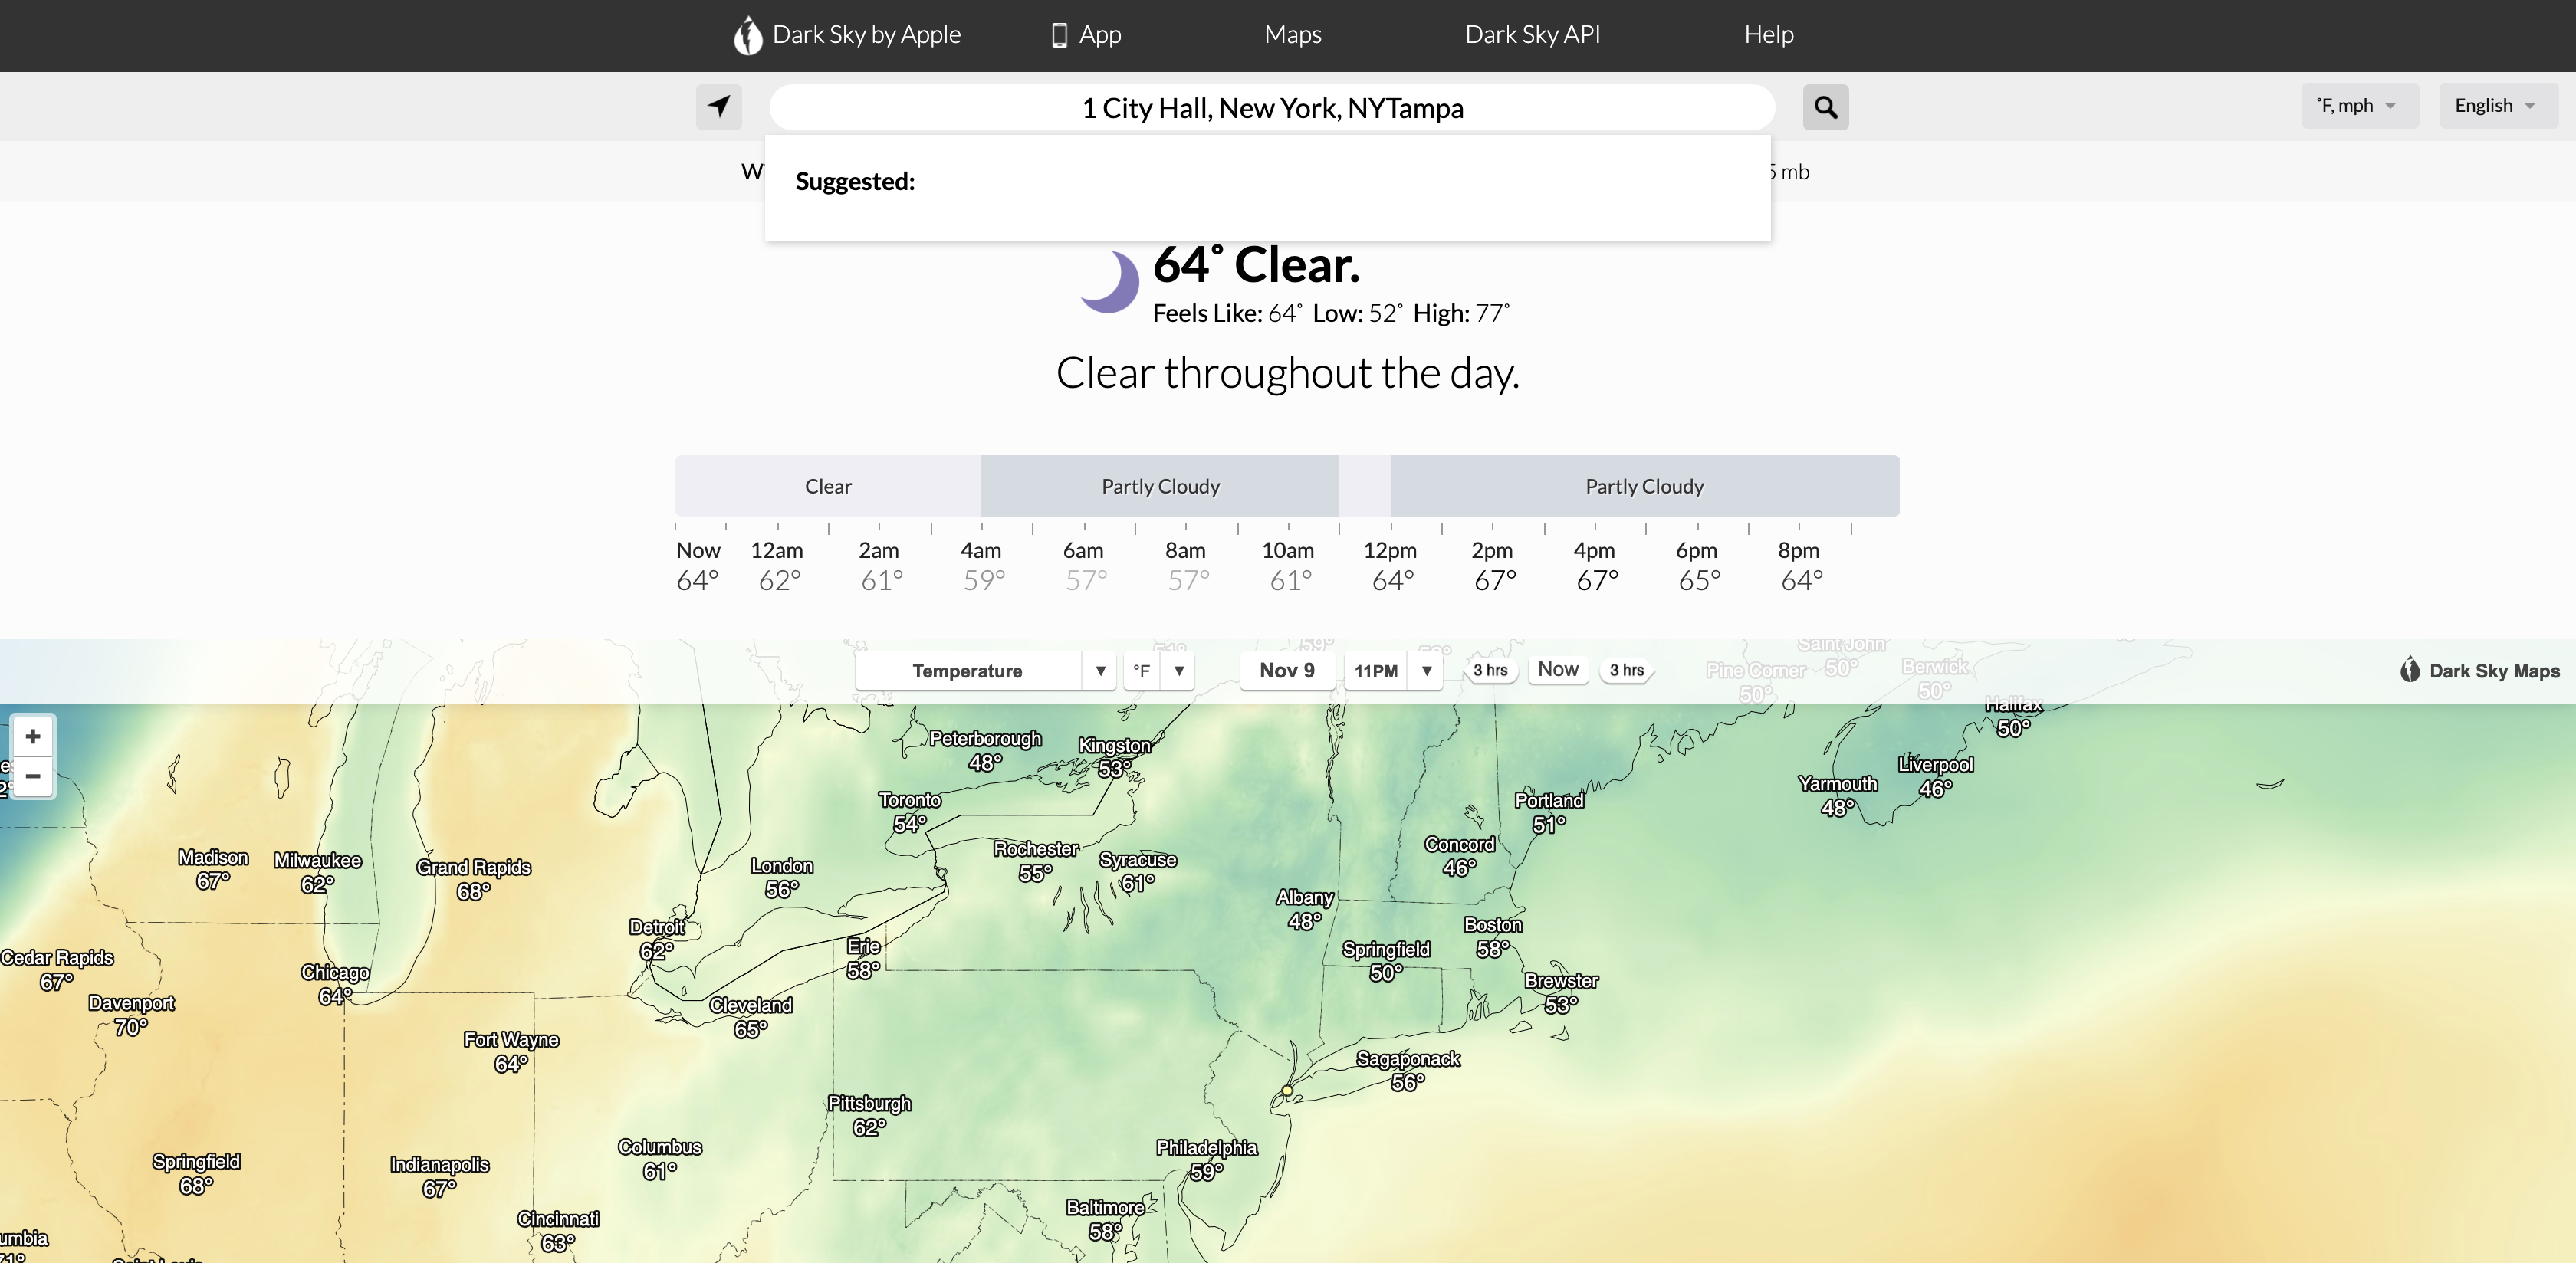 Dark Sky by Apple
App
Maps
Dark Sky API
Help
1 City Hall, New York, NYTampa
˚F, mph
English
W
Suggested:
5 mb
64˚ Clear.
Feels Like: 64˚ Low: 52˚ High: 77˚
Clear throughout the day.
Clear
Partly Cloudy
Partly Cloudy
Now 12am 2am 4am 6am 8am 10am 12pm 2pm 4pm 6pm 8pm
64° 62° 61° 59° 57° 57° 61° 64° 67° 67° 65° 64°
Temperature ▼
°F ▼
Nov 9
11PM ▼
3 hrs
Now
3 hrs
Dark Sky Maps
Saint John
50°
Pine Corner
50°
Berwick
50°
Halifax
50°
+
−
Peterborough
48°
Kingston
53°
Toronto
54°
Portland
51°
Yarmouth
48°
Liverpool
46°
Madison
67°
Milwaukee
62°
Grand Rapids
68°
London
56°
Rochester
55°
Syracuse
61°
Concord
46°
Albany
48°
Boston
58°
Detroit
62°
Erie
58°
Springfield
50°
Brewster
53°
Cedar Rapids
67°
Chicago
64°
Davenport
70°
Cleveland
65°
Fort Wayne
64°
Sagaponack
56°
Pittsburgh
62°
Columbus
61°
Philadelphia
59°
Springfield
68°
Indianapolis
67°
Baltimore
58°
Cincinnati
63°
umbia